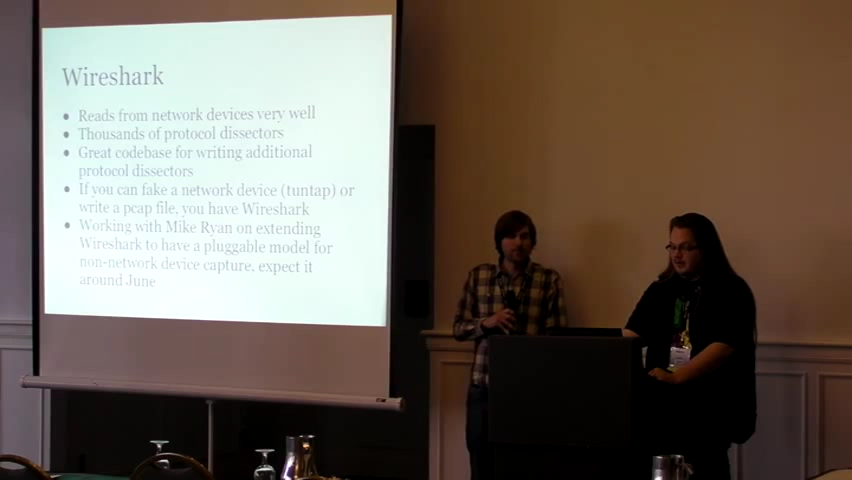 Wireshark
• Reads from network devices very well
• Thousands of protocol dissectors
• Great codebase for writing additional
protocol dissectors
• If you can fake a network device (tuntap) or
write a pcap file, you have Wireshark
• Working with Mike Ryan on extending
Wireshark to have a pluggable model for
non-network device capture, expect it
around June